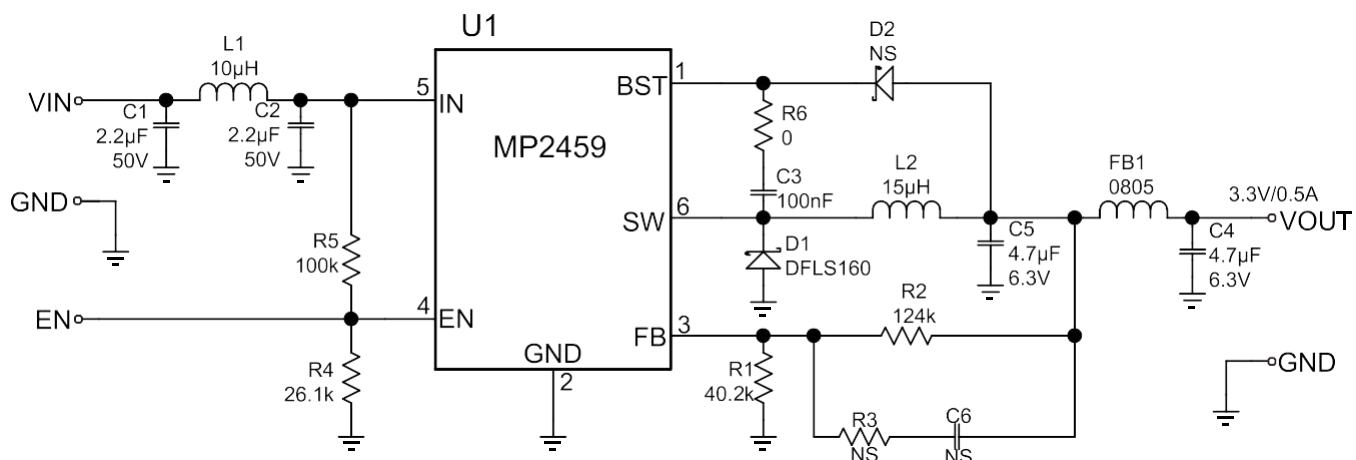 U1
D2
NS
L1
10µH
BST
1
VIN
C1
2.2µF
50V
C2
2.2µF
50V
5
IN
R6
0
MP2459
L2
15µH
FB1
0805
C3
100nF
GND
SW
6
3.3V/0.5A
VOUT
R5
100k
D1
DFLS160
C5
4.7µF
6.3V
C4
4.7µF
6.3V
R2
124k
EN
4
EN
FB
3
GND
2
R4
26.1k
R1
40.2k
GND
R3
NS
C6
NS